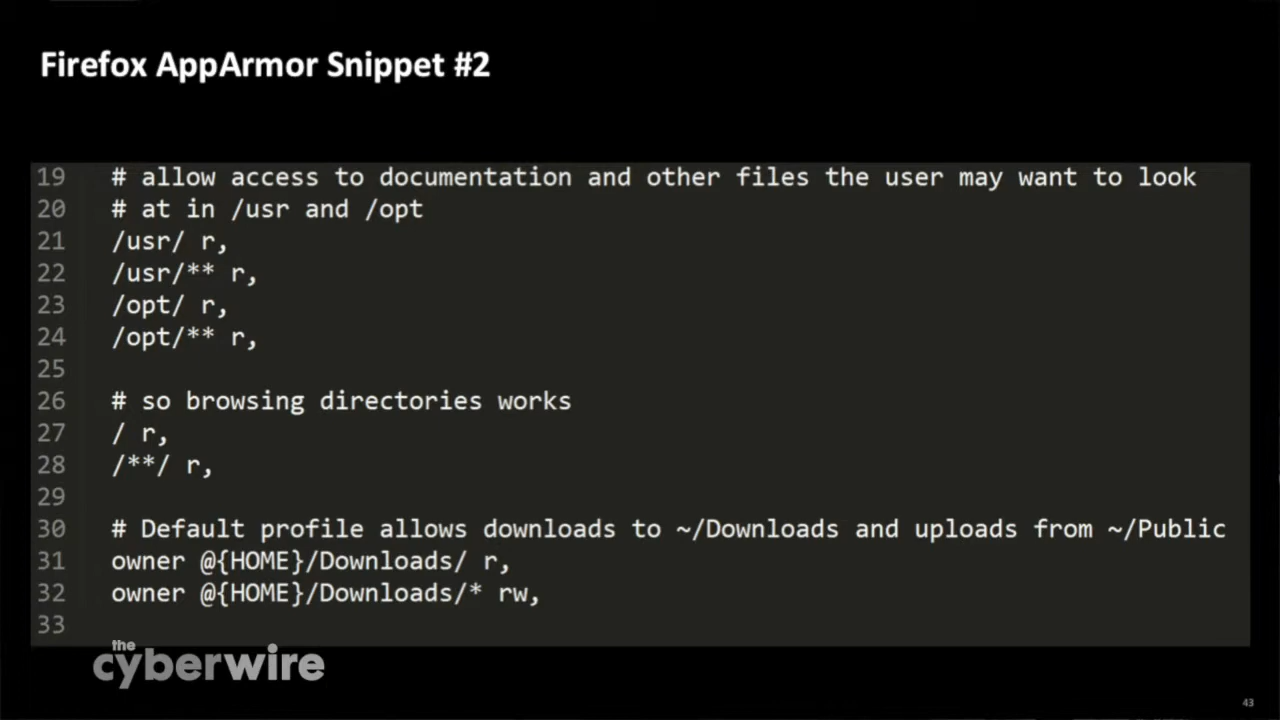 Firefox AppArmor Snippet #2
19 # allow access to documentation and other files the user may want to look
20 # at in /usr and /opt
21 /usr/ r,
22 /usr/** r,
23 /opt/ r,
24 /opt/** r,
25
26 # so browsing directories works
27 / r,
28 /**/ r,
29
30 # Default profile allows downloads to ~/Downloads and uploads from ~/Public
31 owner @{HOME}/Downloads/ r,
32 owner @{HOME}/Downloads/* rw,
33
the
cyberwire
43